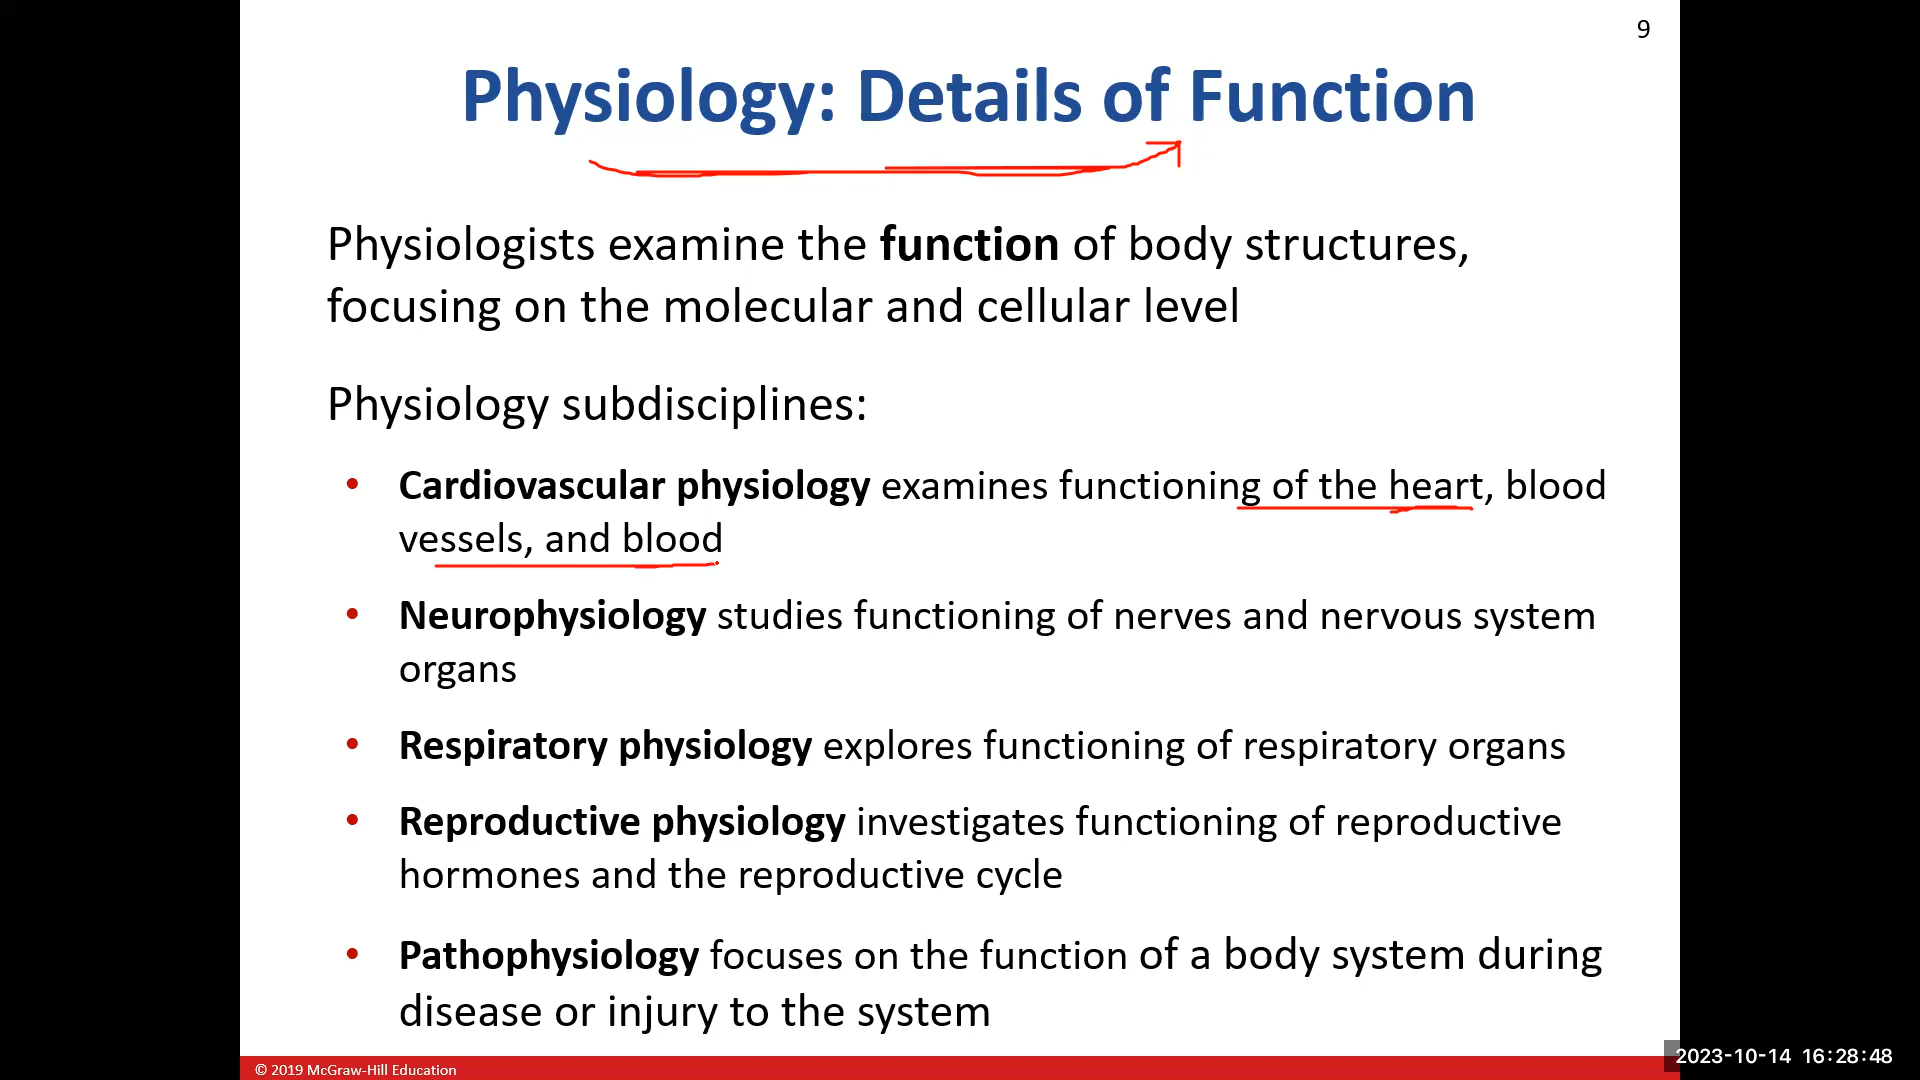 9
Physiology: Details of Function
Physiologists examine the function of body structures,
focusing on the molecular and cellular level
Physiology subdisciplines:
• Cardiovascular physiology examines functioning of the heart, blood
vessels, and blood
• Neurophysiology studies functioning of nerves and nervous system
organs
• Respiratory physiology explores functioning of respiratory organs
• Reproductive physiology investigates functioning of reproductive
hormones and the reproductive cycle
• Pathophysiology focuses on the function of a body system during
disease or injury to the system
© 2019 McGraw-Hill Education
2023-10-14 16:28:48